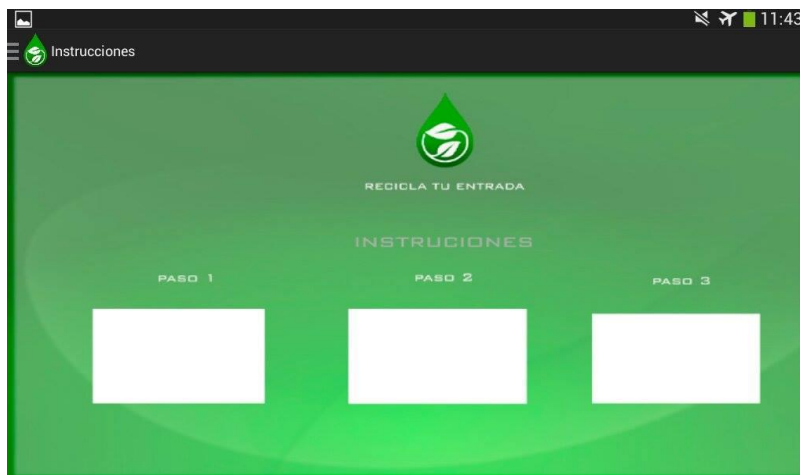 11:43
Instrucciones
RECICLA TU ENTRADA
INSTRUCIONES
PASO 1
PASO 2
PASO 3